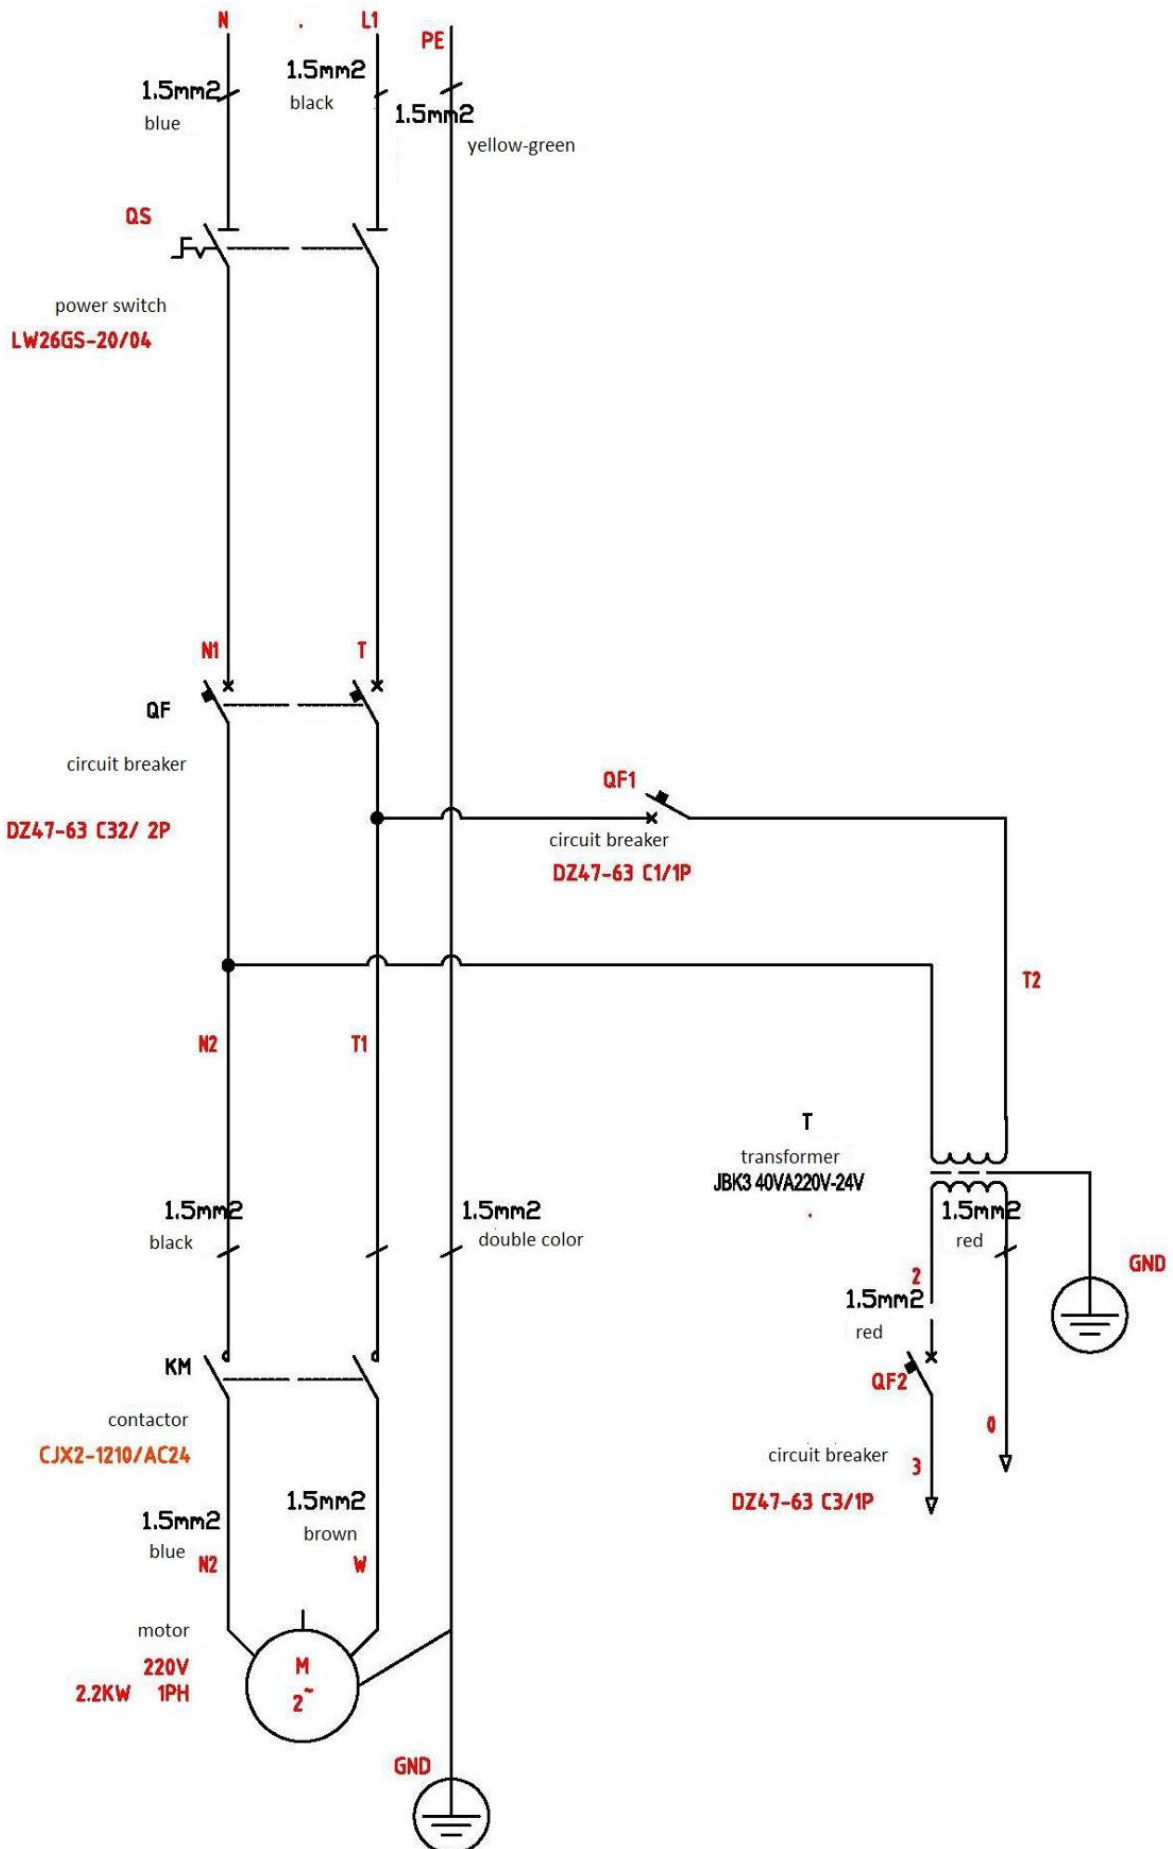 N
L1
PE
1.5mm2
black
1.5mm2
blue
1.5mm2
yellow-green
QS
power switch
LW26GS-20/04
N1
T
QF
circuit breaker
DZ47-63 C32/ 2P
QF1
circuit breaker
DZ47-63 C1/1P
T2
N2
T1
T
transformer
JBK3 40VA220V-24V
1.5mm2
black
1.5mm2
double color
1.5mm2
red
GND
2
1.5mm2
red
QF2
KM
contactor
CJX2-1210/AC24
0
circuit breaker
3
DZ47-63 C3/1P
1.5mm2
brown
1.5mm2
blue
N2
W
motor
220V
2.2KW 1PH
M
2~
GND